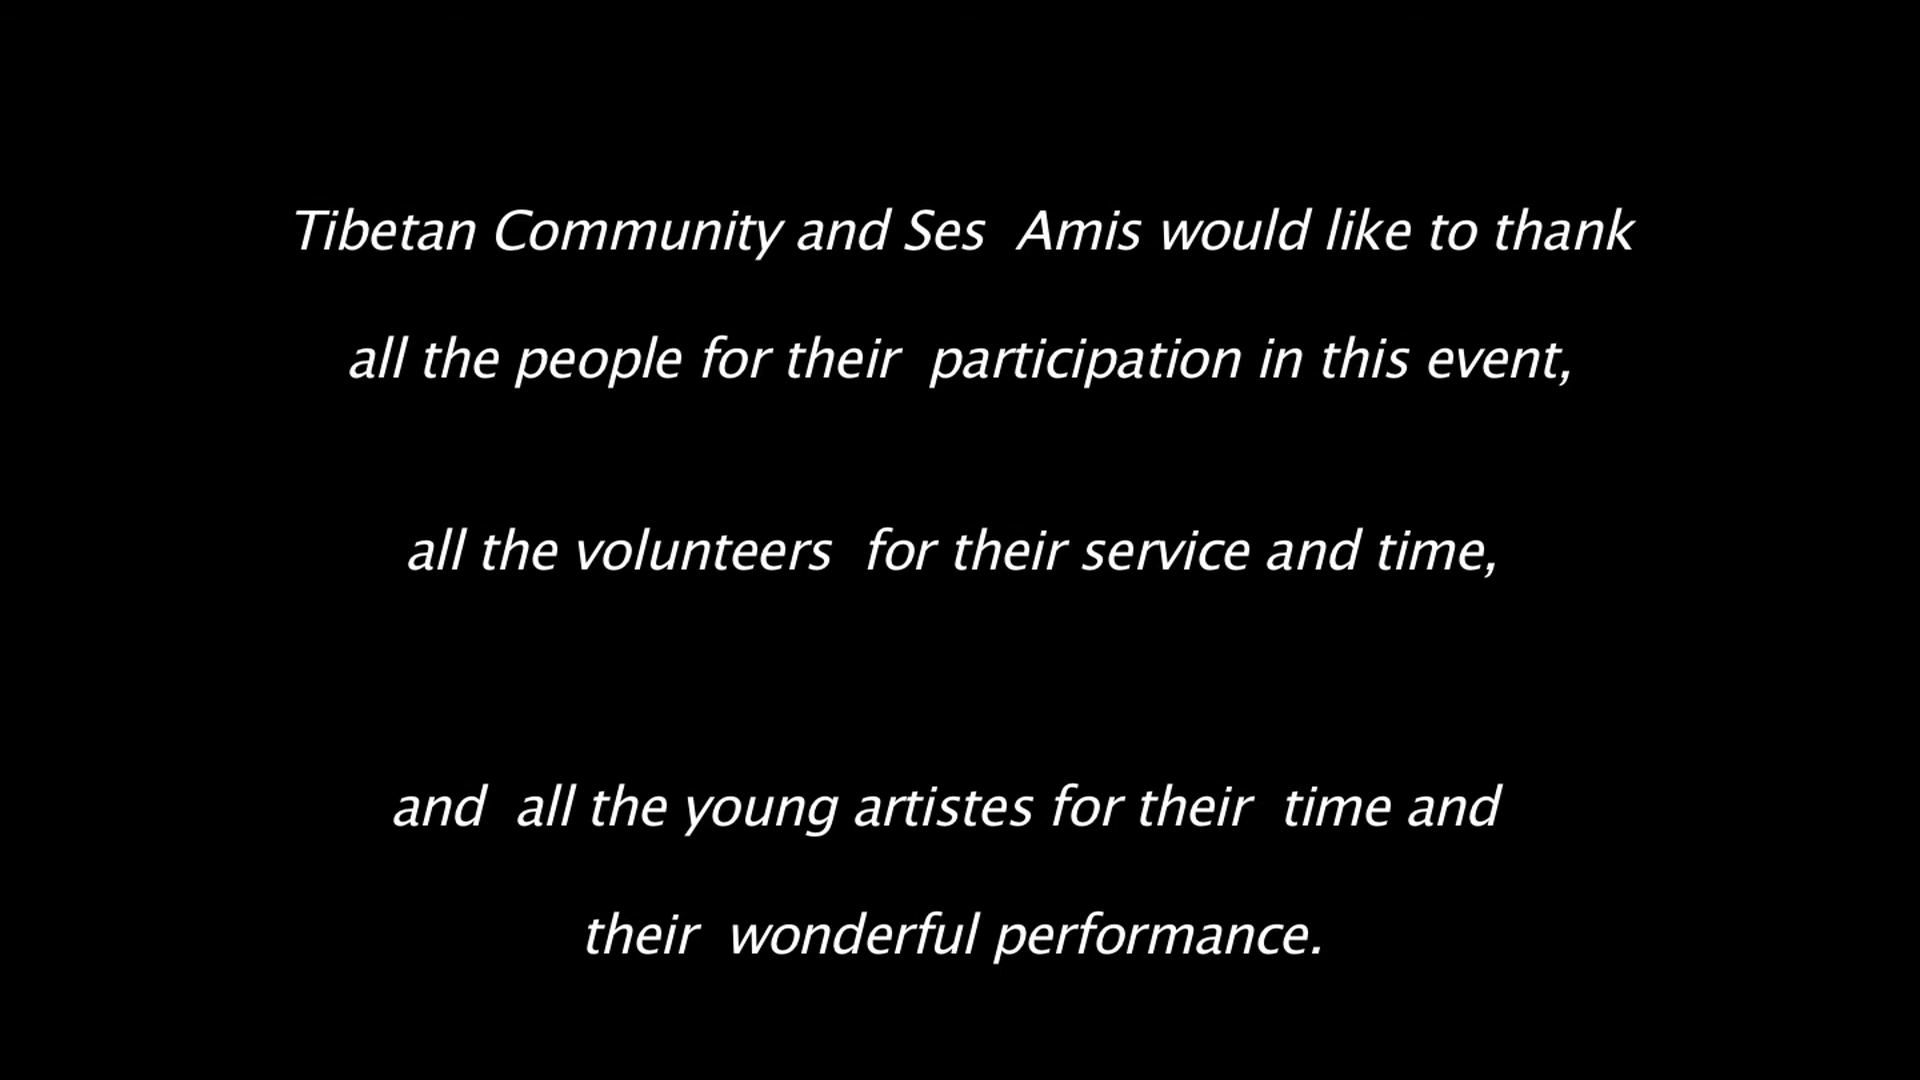 Tibetan Community and Ses  Amis would like to thank
all the people for their  participation in this event,
all the volunteers  for their service and time,
and  all the young artistes for their  time and
their  wonderful performance.